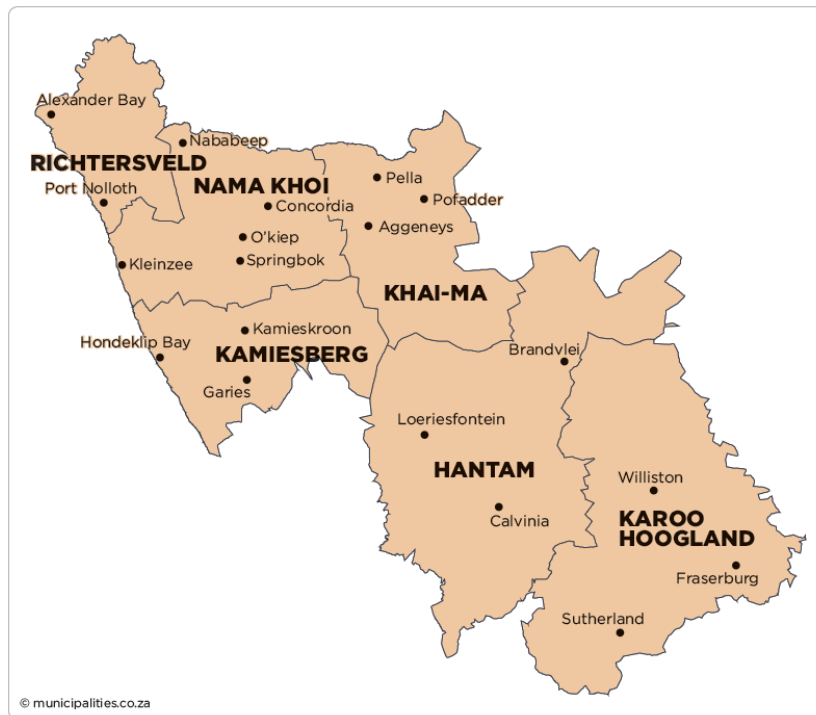 Alexander Bay
Nababeep
RICHTERSVELD
Pella
NAMA KHOI
Port Nolloth
Pofadder
Concordia
Aggeneys
O'kiep
Kleinzee
Springbok
KHAI-MA
Kamieskroon
Hondeklip Bay
KAMIESBERG
Brandvlei
Garies
Loeriesfontein
HANTAM
Williston
Calvinia
KAROO
HOOGLAND
Fraserburg
Sutherland
© municipalities.co.za